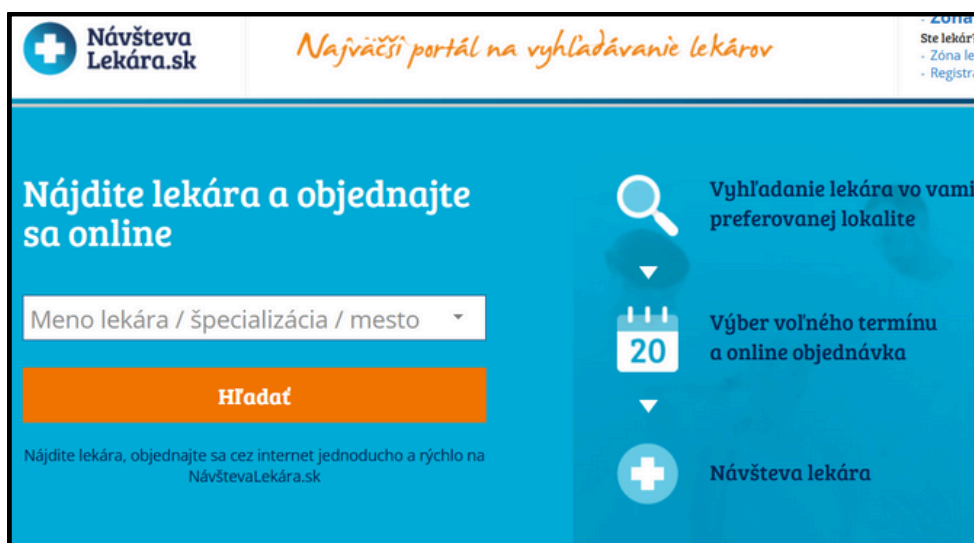 Návšteva
Lekára.sk
Najväčší portál na vyhľadávanie lekárov
Ste lekár?
- Zóna
- Nájdite lekára a objednajte
sa online
Meno lekára / špecializácia / mesto
Hľadať
Nájdite lekára, objednajte sa cez internet jednoducho a rýchlo na
NávštevaLekára.sk
Vyhľadanie lekára vo vami
preferovanej lokalite
20
Výber voľného termínu
a online objednávka
Návšteva lekára